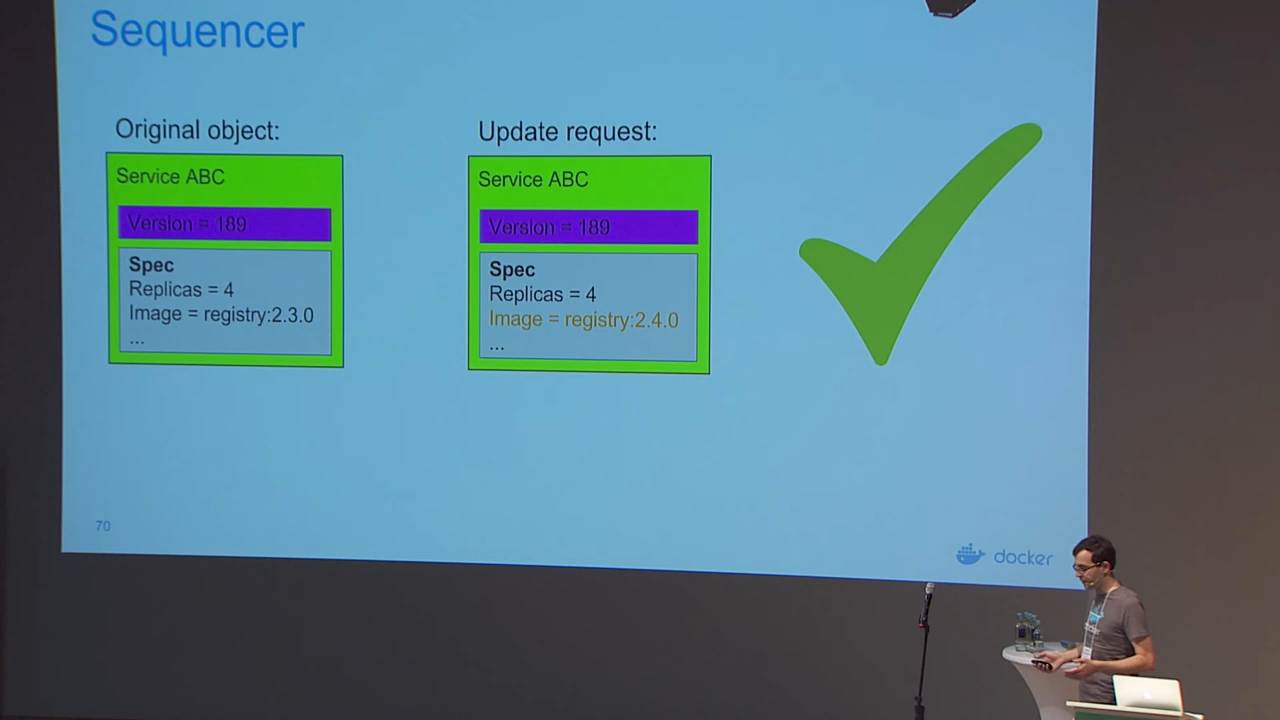 Sequencer
Original object:
Service ABC
Version = 189
Spec
Replicas = 4
Image = registry:2.3.0
...
Update request:
Service ABC
Version = 189
Spec
Replicas = 4
Image = registry:2.4.0
...
70
docker